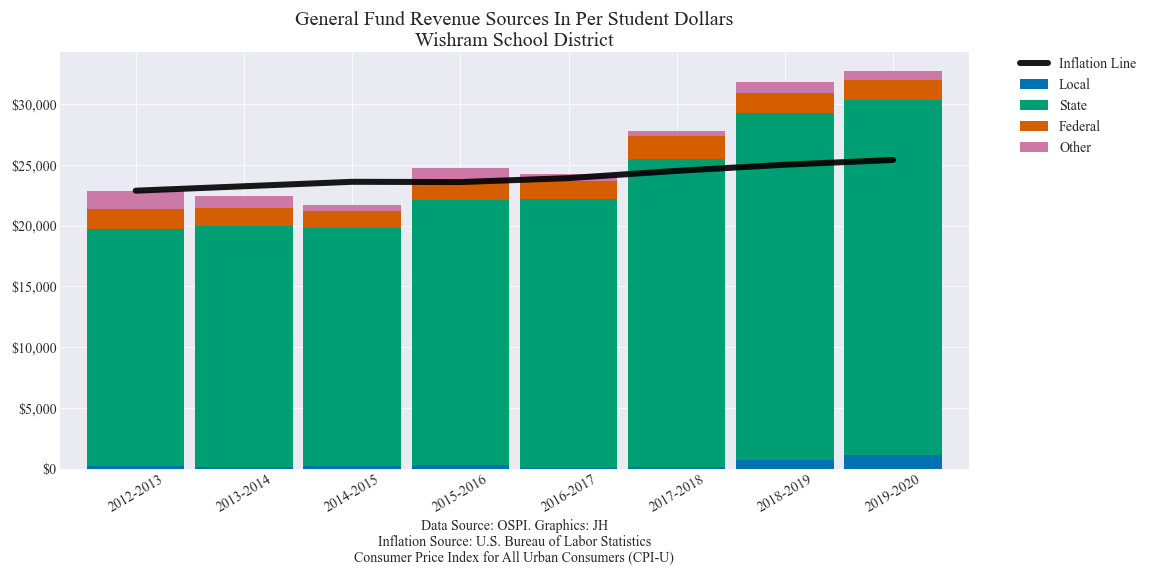 General Fund Revenue Sources In Per Student Dollars
Wishram School District
Inflation Line
Local
State
Federal
Other
$30,000
$25,000
$20,000
$15,000
$10,000
$5,000
$0
2012-2013
2013-2014
2014-2015
2015-2016
2016-2017
2017-2018
2018-2019
2019-2020
Data Source: OSPI. Graphics: JH
Inflation Source: U.S. Bureau of Labor Statistics
Consumer Price Index for All Urban Consumers (CPI-U)